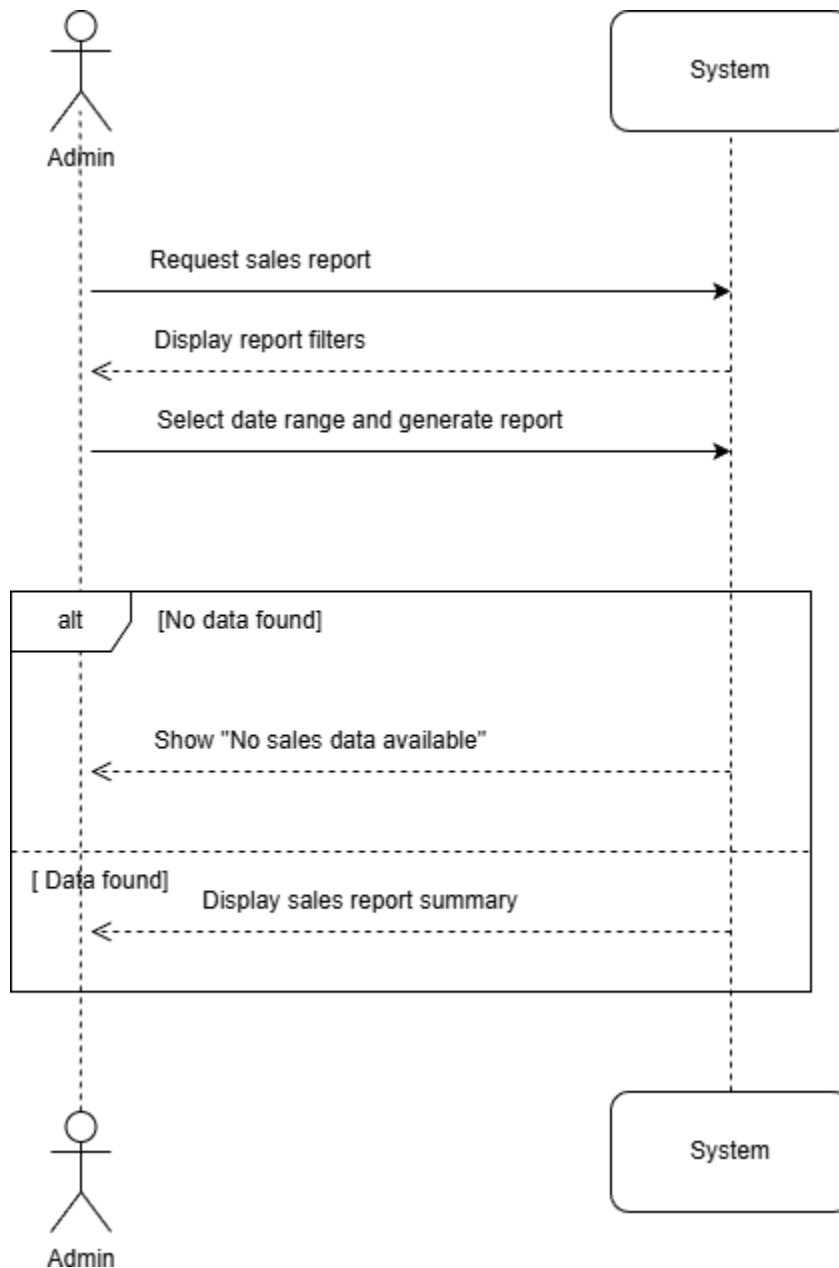 System
Admin
Request sales report
Display report filters
Select date range and generate report
alt [No data found]
Show "No sales data available"
[ Data found]
Display sales report summary
System
Admin